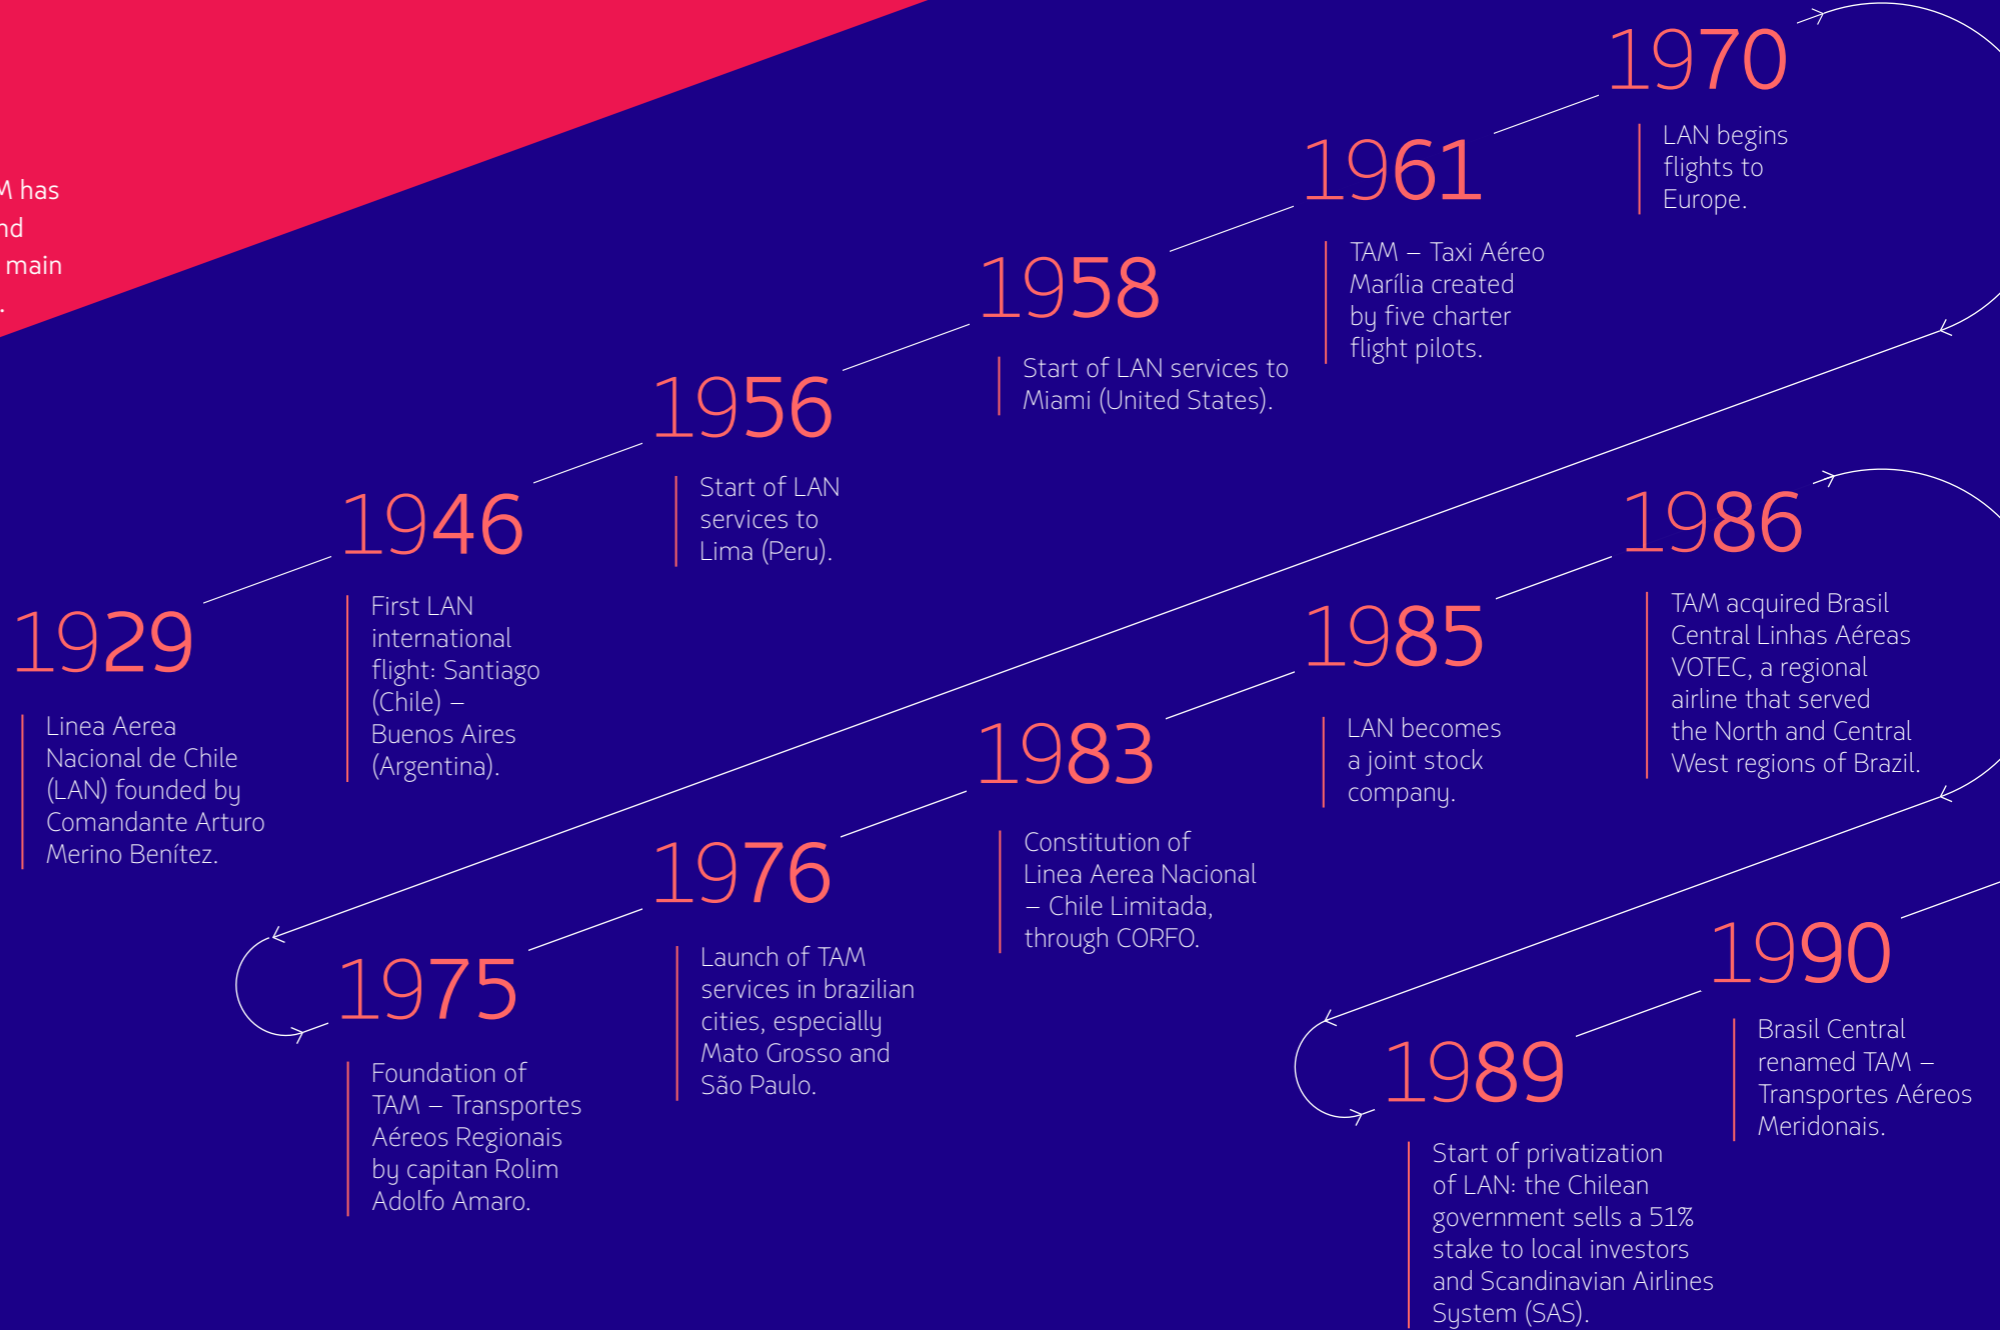 M has
nd
main
.
1929
Linea Aerea
Nacional de Chile
(LAN) founded by
Comandante Arturo
Merino Benítez.
1946
First LAN
international
flight: Santiago
(Chile) –
Buenos Aires
(Argentina).
1956
Start of LAN
services to
Lima (Peru).
1958
Start of LAN services to
Miami (United States).
1961
TAM – Taxi Aéreo
Marília created
by five charter
flight pilots.
1970
LAN begins
flights to
Europe.
1975
Foundation of
TAM – Transportes
Aéreos Regionais
by capitan Rolim
Adolfo Amaro.
1976
Launch of TAM
services in brazilian
cities, especially
Mato Grosso and
São Paulo.
1983
Constitution of
Linea Aerea Nacional
– Chile Limitada,
through CORFO.
1985
LAN becomes
a joint stock
company.
1986
TAM acquired Brasil
Central Linhas Aéreas
VOTEC, a regional
airline that served
the North and Central
West regions of Brazil.
1989
Start of privatization
of LAN: the Chilean
government sells a 51%
stake to local investors
and Scandinavian Airlines
System (SAS).
1990
Brasil Central
renamed TAM –
Transportes Aéreos
Meridonais.